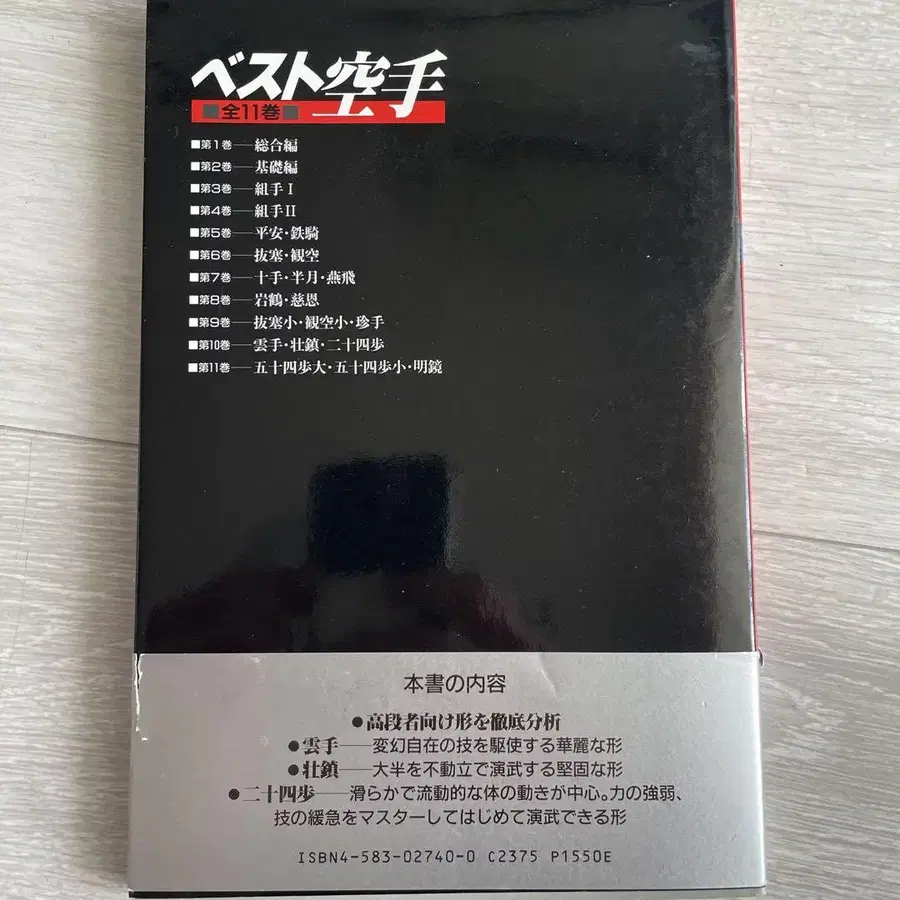 ベスト空手
■全11巻■
■第1巻──総合編
■第2巻──基礎編
■第3巻──組手Ⅰ
■第4巻──組手Ⅱ
■第5巻──平安・鉄騎
■第6巻──抜塞・観空
■第7巻──十手・半月・燕飛
■第8巻──岩鶴・慈恩
■第9巻──抜塞小・観空小・珍手
■第10巻──雲手・壮鎮・二十四歩
■第11巻──五十四歩大・五十四歩小・明鏡
本書の内容
●高段者向け形を徹底分析
●雲手──変幻自在の技を駆使する華麗な形
●壮鎮──大半を不動立で演武する堅固な形
●二十四歩──滑らかで流動的な体の動きが中心。力の強弱、
技の緩急をマスターしてはじめて演武できる形
ISBN4-583-02740-0 C2375 P1550E